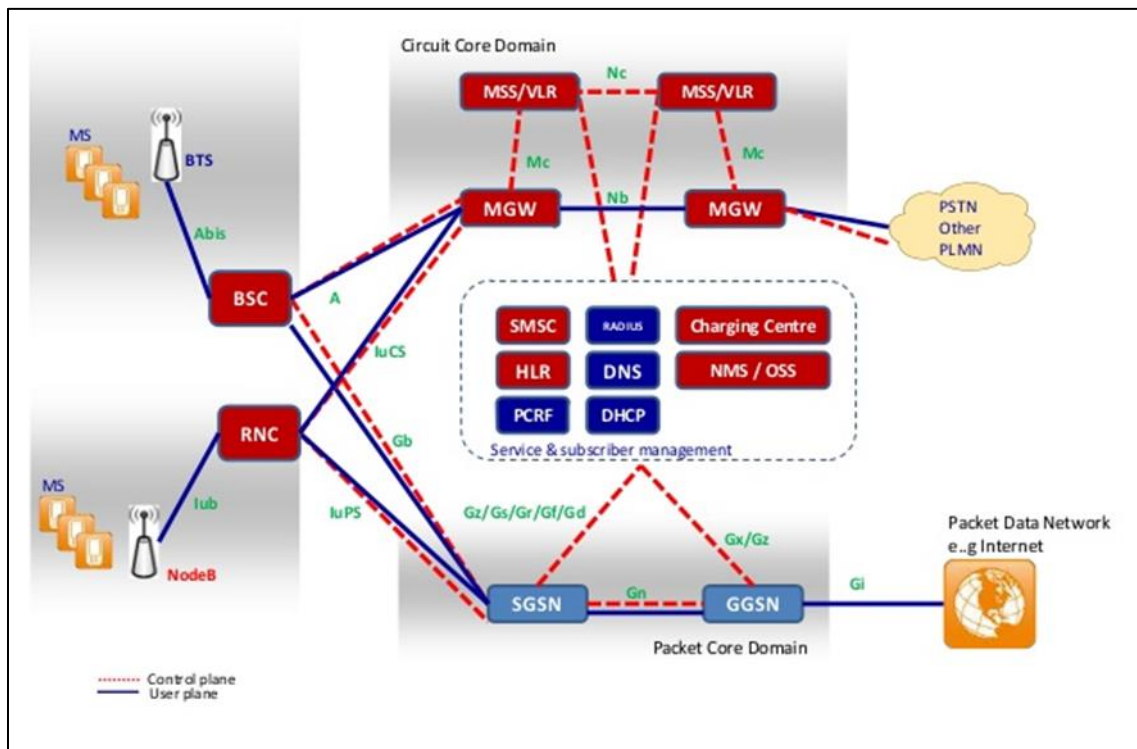 Circuit Core Domain
MSS/VLR
Nc
MSS/VLR
MS
BTS
Mc
Mc
Abis
MGW
Nb
MGW
PSTN
Other
PLMN
BSC
A
IuCS
SMSC
RADIUS
Charging Centre
HLR
DNS
NMS / OSS
PCRF
DHCP
Service & subscriber management
RNC
Gb
MS
Iub
IuPS
NodeB
Gz/Gs/Gr/Gf/Gd
Gx/Gz
Packet Data Network
e..g Internet
SGSN
Gn
GGSN
Gi
Packet Core Domain
Control plane
User plane